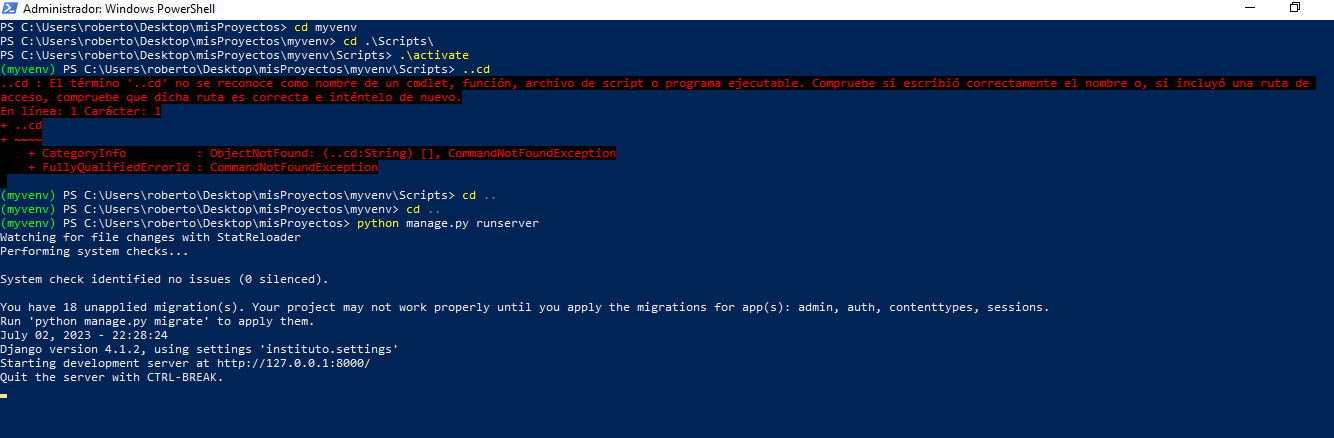 Administrador: Windows PowerShell
PS C:\Users\roberto\Desktop\misProyectos> cd myvenv
PS C:\Users\roberto\Desktop\misProyectos\myvenv> cd .\Scripts\
PS C:\Users\roberto\Desktop\misProyectos\myvenv\Scripts> .\activate
(myvenv) PS C:\Users\roberto\Desktop\misProyectos\myvenv\Scripts> ..cd
..cd : El término '..cd' no se reconoce como nombre de un cmdlet, función, archivo de script o programa ejecutable. Compruebe si escribió correctamente el nombre o, si incluyó una ruta de
acceso, compruebe que dicha ruta es correcta e inténtelo de nuevo.
En línea: 1 Carácter: 1
+ ..cd
+ ~~~~
    + CategoryInfo          : ObjectNotFound: (..cd:String) [], CommandNotFoundException
    + FullyQualifiedErrorId : CommandNotFoundException
(myvenv) PS C:\Users\roberto\Desktop\misProyectos\myvenv\Scripts> cd ..
(myvenv) PS C:\Users\roberto\Desktop\misProyectos\myvenv> cd ..
(myvenv) PS C:\Users\roberto\Desktop\misProyectos> python manage.py runserver
Watching for file changes with StatReloader
Performing system checks...
System check identified no issues (0 silenced).
You have 18 unapplied migration(s). Your project may not work properly until you apply the migrations for app(s): admin, auth, contenttypes, sessions.
Run 'python manage.py migrate' to apply them.
July 02, 2023 - 22:28:24
Django version 4.1.2, using settings 'instituto.settings'
Starting development server at http://127.0.0.1:8000/
Quit the server with CTRL-BREAK.